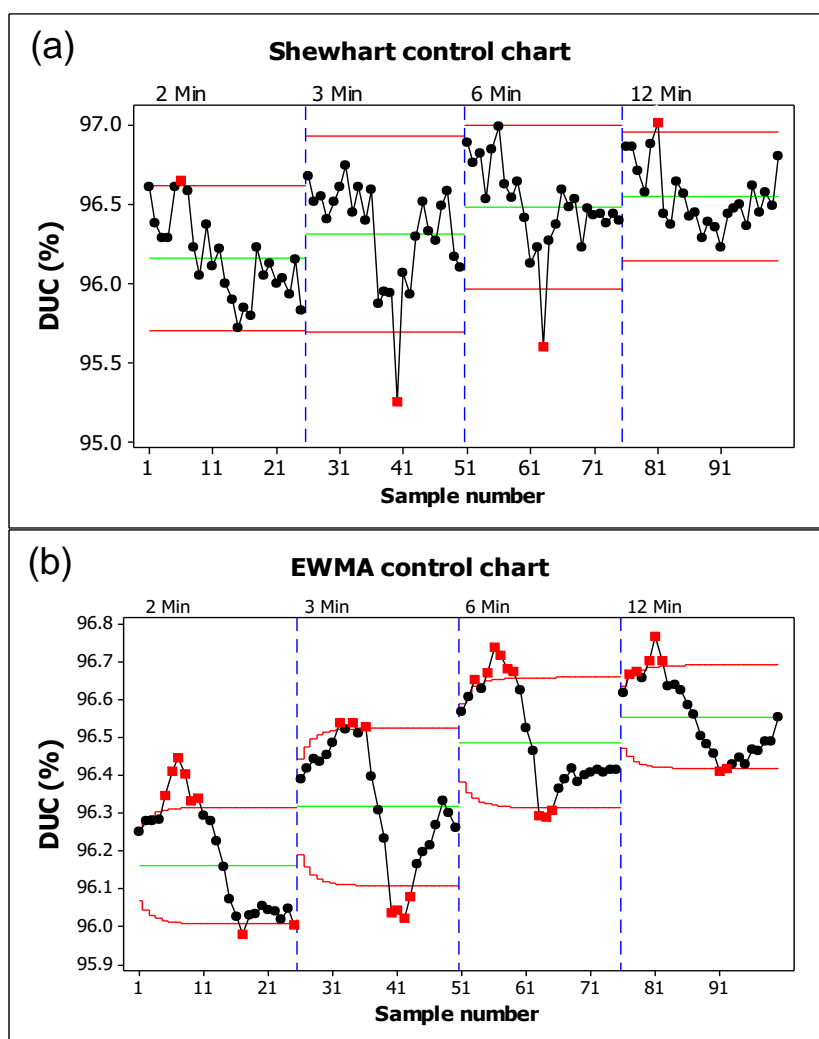 (a)
Shewhart control chart
2 Min 3 Min 6 Min 12 Min
97.0
96.5
96.0
95.5
95.0
DUC (%)
1 11 21 31 41 51 61 71 81 91
Sample number
(b)
EWMA control chart
2 Min 3 Min 6 Min 12 Min
96.8
96.7
96.6
96.5
96.4
96.3
96.2
96.1
96.0
95.9
DUC (%)
1 11 21 31 41 51 61 71 81 91
Sample number